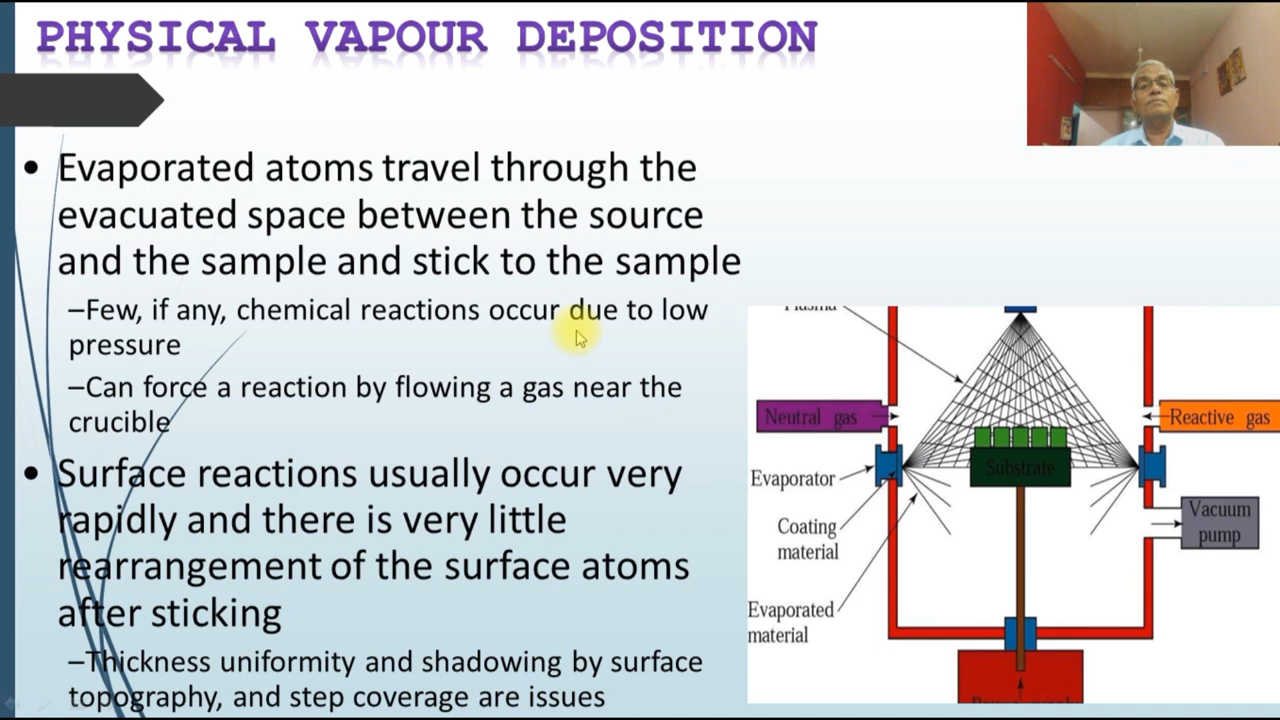 PHYSICAL VAPOUR DEPOSITION
• Evaporated atoms travel through the
evacuated space between the source
and the sample and stick to the sample
–Few, if any, chemical reactions occur due to low
pressure
–Can force a reaction by flowing a gas near the
crucible
• Surface reactions usually occur very
rapidly and there is very little
rearrangement of the surface atoms
after sticking
–Thickness uniformity and shadowing by surface
topography, and step coverage are issues
Plasma
Neutral gas
Reactive gas
Evaporator
Substrate
Coating
material
Vacuum
pump
Evaporated
material